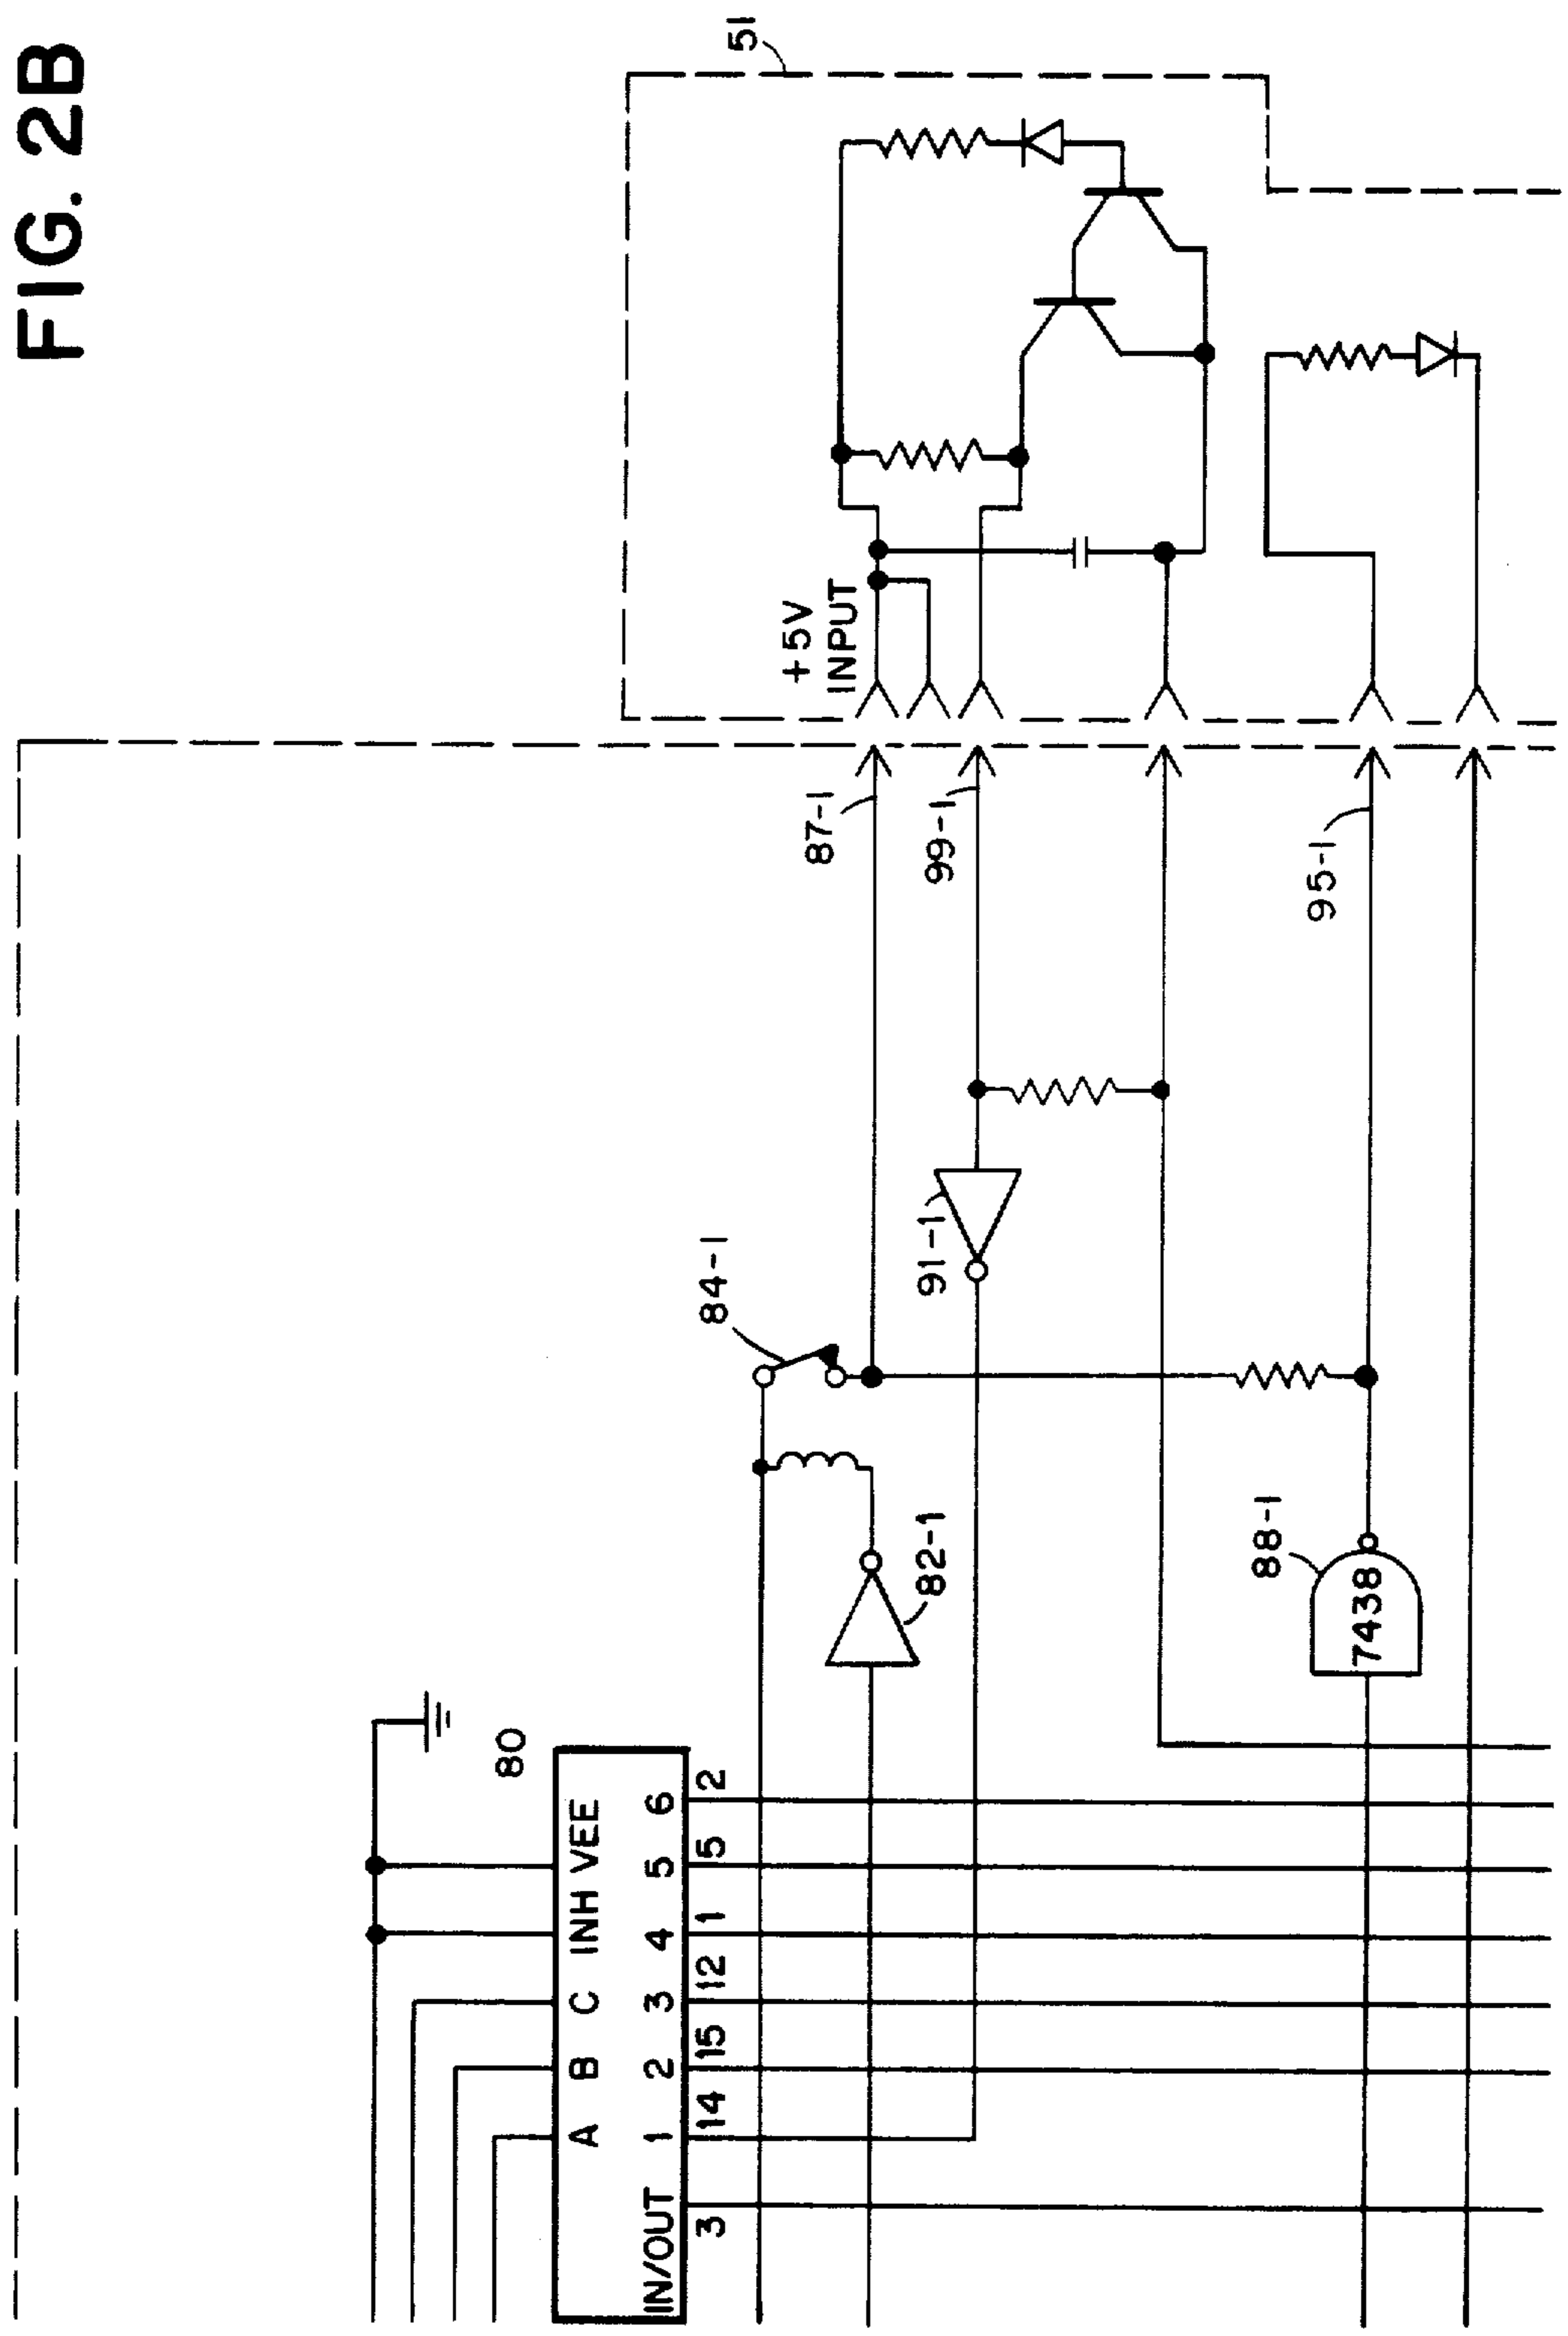 FIG. 2B
51
+5V
INPUT
87-1
99-1
95-1
84-1
91-1
82-1
88-1
7438
80
A B C INH VEE
IN/OUT 1 2 3 4 5 6
3 14 15 12 1 5 2